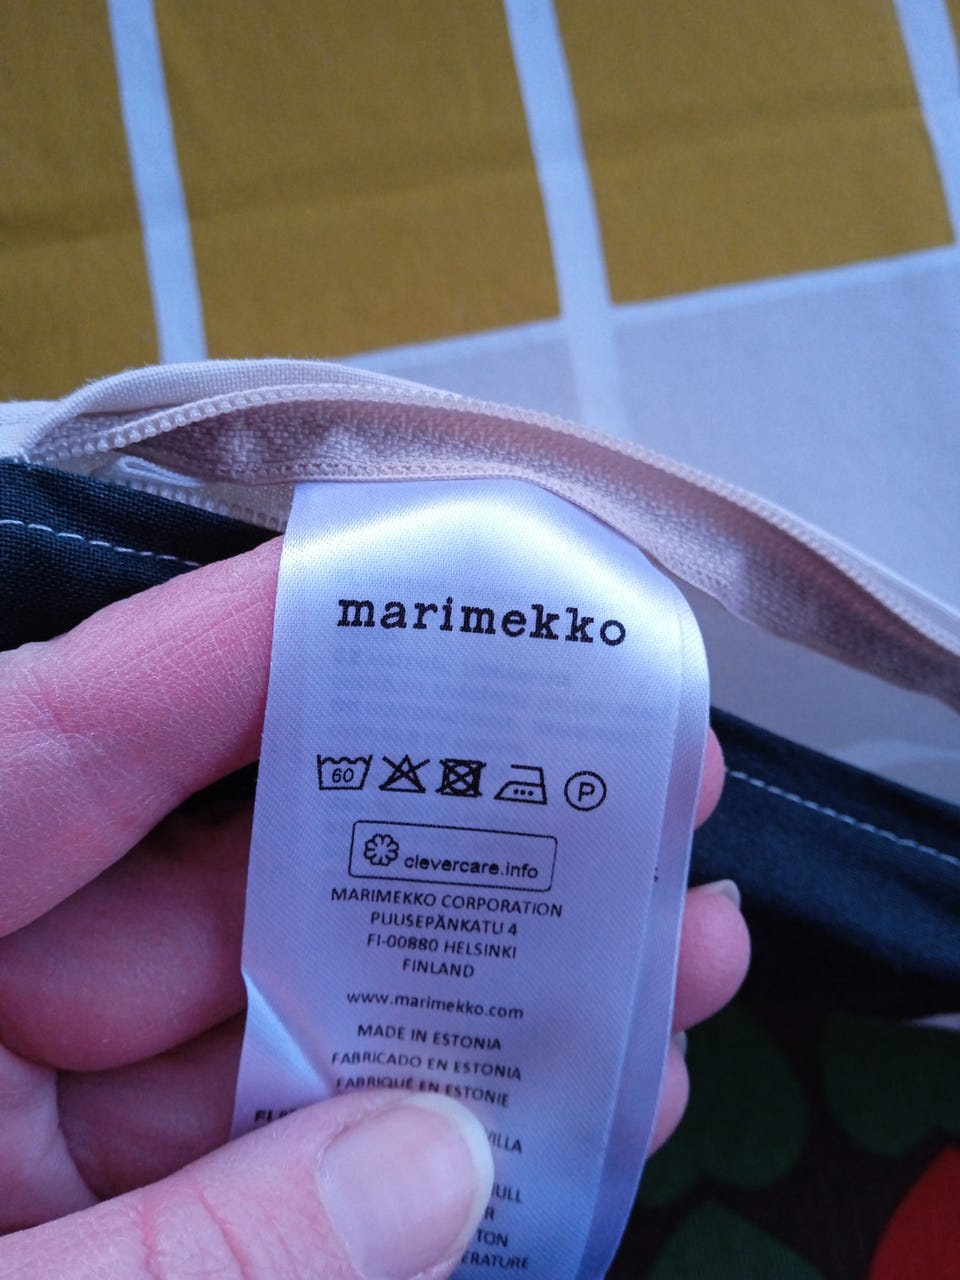 marimekko
60
P
clevercare.info
MARIMEKKO CORPORATION
PUUSEPÄNKATU 4
FI-00880 HELSINKI
FINLAND
www.marimekko.com
MADE IN ESTONIA
FABRICADO EN ESTONIA
FABRIQUÉ EN ESTONIE